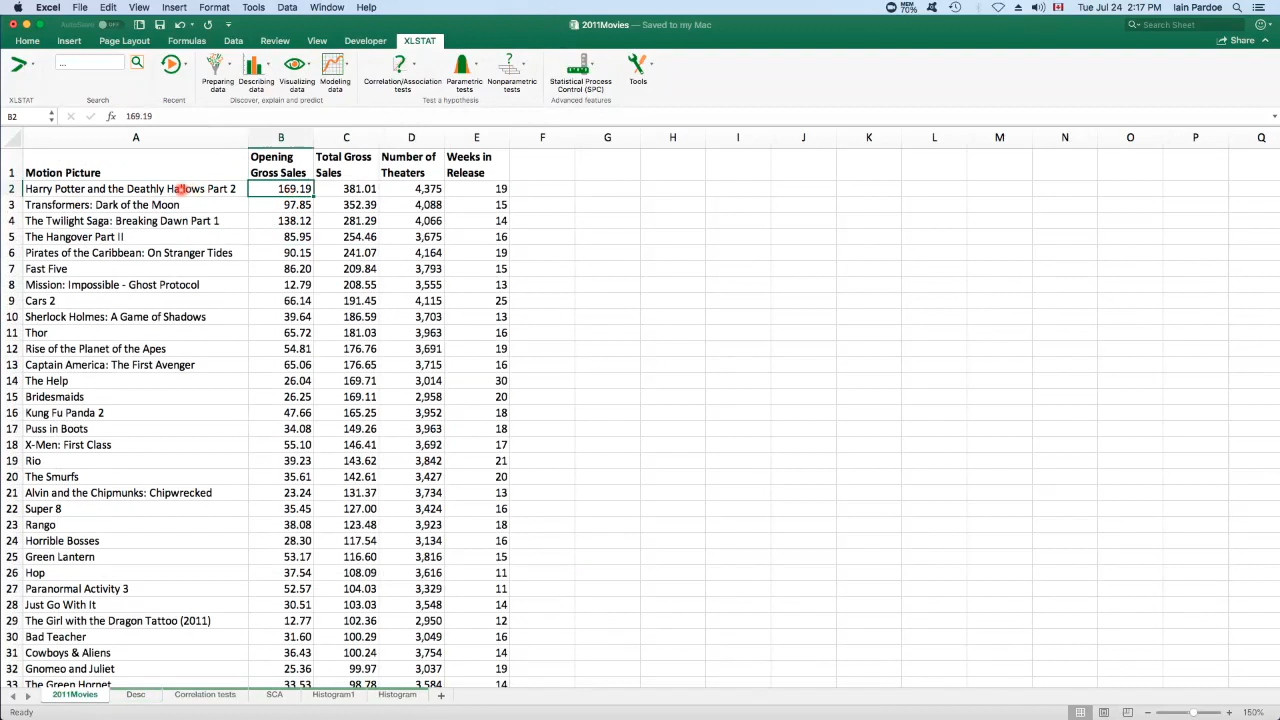 Excel File Edit View Insert Format Tools Data Window Help
MEM 70% Tue Jul 24 2:17 PM Iain Pardoe
AutoSave OFF 2011Movies — Saved to my Mac Search Sheet
Home Insert Page Layout Formulas Data Review View Developer XLSTAT Share
...
Preparing data Describing data Visualizing data Modeling data Correlation/Association tests Parametric tests Nonparametric tests Statistical Process Control (SPC) Tools
XLSTAT Search Recent Discover, explain and predict Test a hypothesis Advanced features
B2 fx 169.19
A B C D E F G H I J K L M N O P Q
1 Motion Picture Opening Gross Sales Total Gross Sales Number of Theaters Weeks in Release
2 Harry Potter and the Deathly Hallows Part 2 169.19 381.01 4,375 19
3 Transformers: Dark of the Moon 97.85 352.39 4,088 15
4 The Twilight Saga: Breaking Dawn Part 1 138.12 281.29 4,066 14
5 The Hangover Part II 85.95 254.46 3,675 16
6 Pirates of the Caribbean: On Stranger Tides 90.15 241.07 4,164 19
7 Fast Five 86.20 209.84 3,793 15
8 Mission: Impossible - Ghost Protocol 12.79 208.55 3,555 13
9 Cars 2 66.14 191.45 4,115 25
10 Sherlock Holmes: A Game of Shadows 39.64 186.59 3,703 13
11 Thor 65.72 181.03 3,963 16
12 Rise of the Planet of the Apes 54.81 176.76 3,691 19
13 Captain America: The First Avenger 65.06 176.65 3,715 16
14 The Help 26.04 169.71 3,014 30
15 Bridesmaids 26.25 169.11 2,958 20
16 Kung Fu Panda 2 47.66 165.25 3,952 18
17 Puss in Boots 34.08 149.26 3,963 18
18 X-Men: First Class 55.10 146.41 3,692 17
19 Rio 39.23 143.62 3,842 21
20 The Smurfs 35.61 142.61 3,427 20
21 Alvin and the Chipmunks: Chipwrecked 23.24 131.37 3,734 13
22 Super 8 35.45 127.00 3,424 16
23 Rango 38.08 123.48 3,923 18
24 Horrible Bosses 28.30 117.54 3,134 16
25 Green Lantern 53.17 116.60 3,816 15
26 Hop 37.54 108.09 3,616 11
27 Paranormal Activity 3 52.57 104.03 3,329 11
28 Just Go With It 30.51 103.03 3,548 14
29 The Girl with the Dragon Tattoo (2011) 12.77 102.36 2,950 12
30 Bad Teacher 31.60 100.29 3,049 16
31 Cowboys & Aliens 36.43 100.24 3,754 14
32 Gnomeo and Juliet 25.36 99.97 3,037 19
33 The Green Hornet 33.53 98.78 3,584 14
2011Movies Desc Correlation tests SCA Histogram1 Histogram
Ready 150%